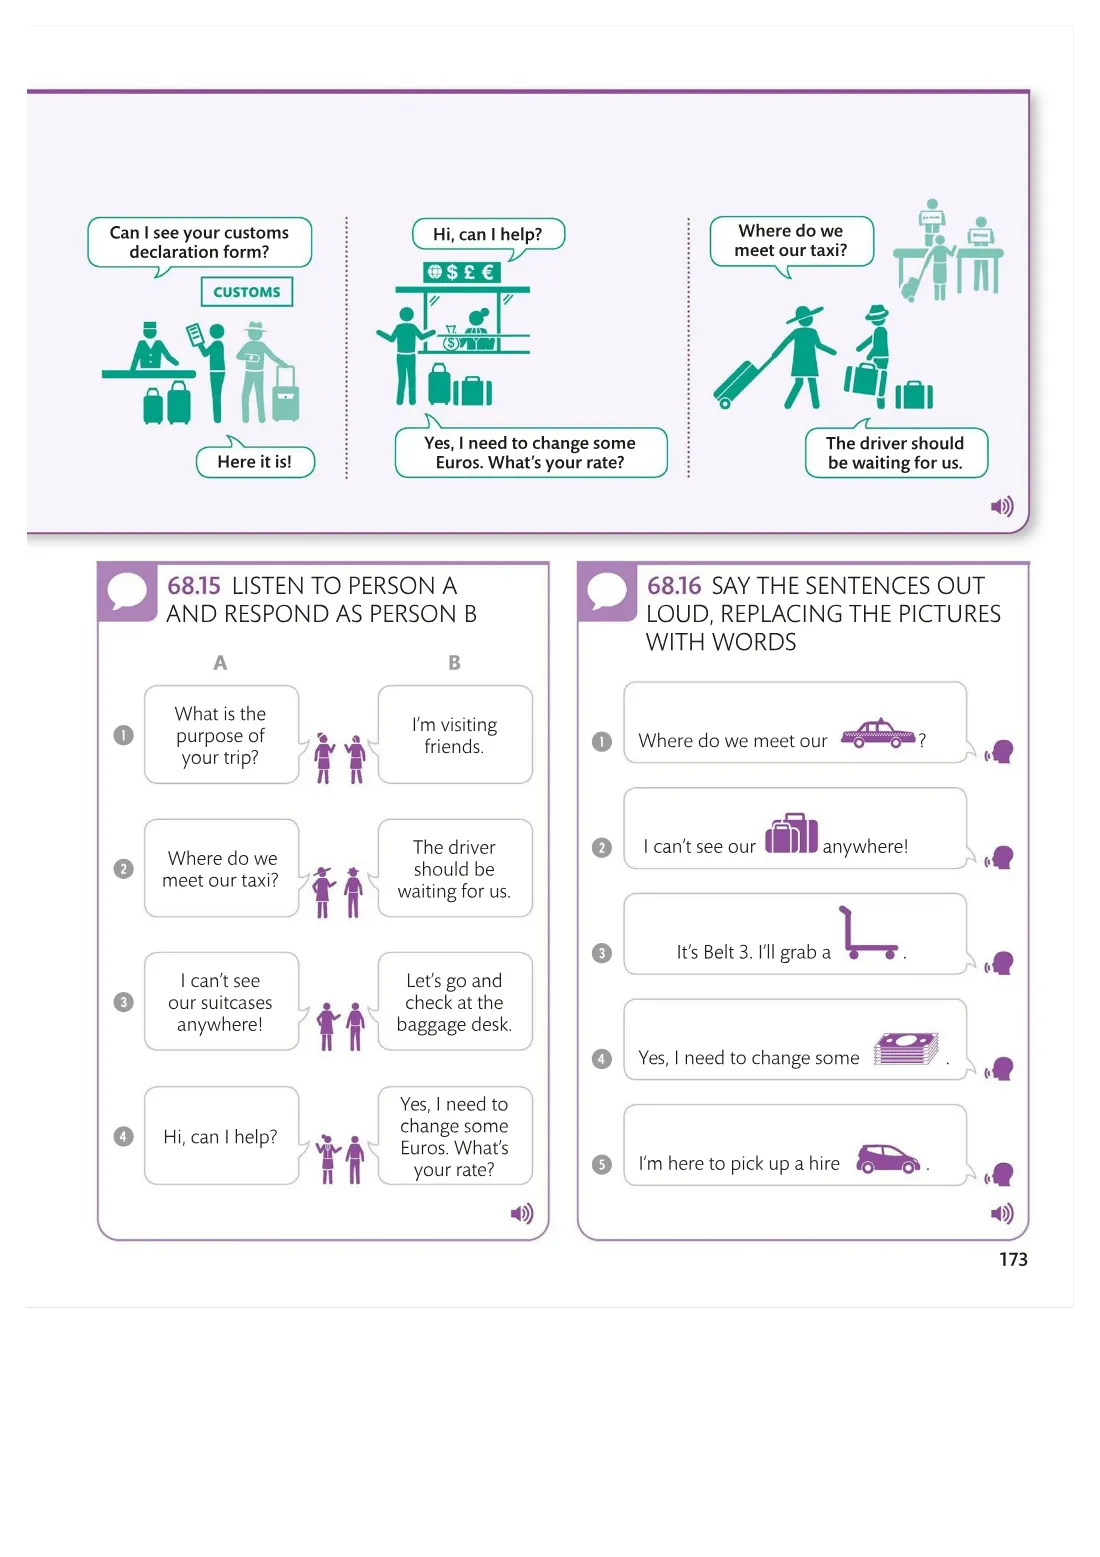 Can I see your customs
declaration form?
CUSTOMS
Here it is!
Hi, can I help?
$ £ €
$
Yes, I need to change some
Euros. What's your rate?
Where do we
meet our taxi?
The driver should
be waiting for us.
68.15 LISTEN TO PERSON A
AND RESPOND AS PERSON B
A
B
1
What is the
purpose of
your trip?
I'm visiting
friends.
2
Where do we
meet our taxi?
The driver
should be
waiting for us.
3
I can't see
our suitcases
anywhere!
Let's go and
check at the
baggage desk.
4
Hi, can I help?
Yes, I need to
change some
Euros. What's
your rate?
68.16 SAY THE SENTENCES OUT
LOUD, REPLACING THE PICTURES
WITH WORDS
1
Where do we meet our ?
2
I can't see our anywhere!
3
It's Belt 3. I'll grab a .
4
Yes, I need to change some .
5
I'm here to pick up a hire .
173